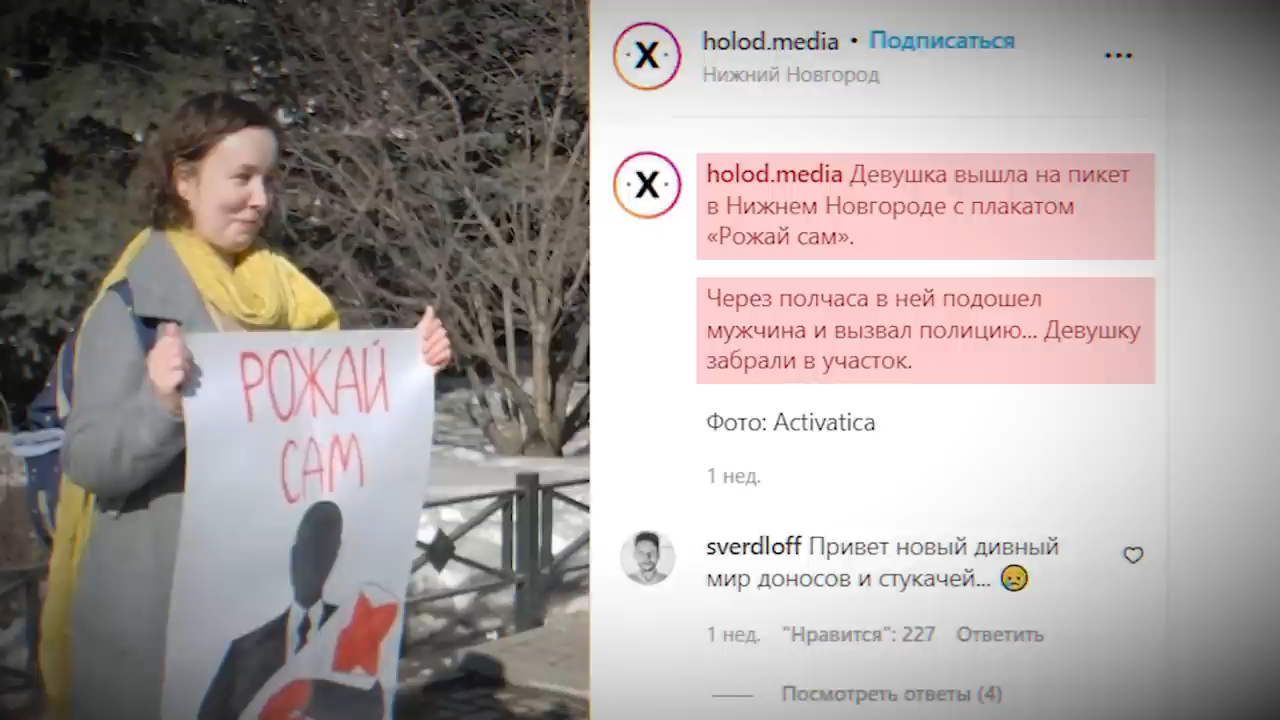 РОЖАЙ
САМ
X
holod.media • Подписаться
Нижний Новгород
X
holod.media Девушка вышла на пикет
в Нижнем Новгороде с плакатом
«Рожай сам».
Через полчаса в ней подошел
мужчина и вызвал полицию... Девушку
забрали в участок.
Фото: Activatica
1 нед.
sverdloff Привет новый дивный
мир доносов и стукачей... 😥
1 нед. "Нравится": 227 Ответить
Посмотреть ответы (4)